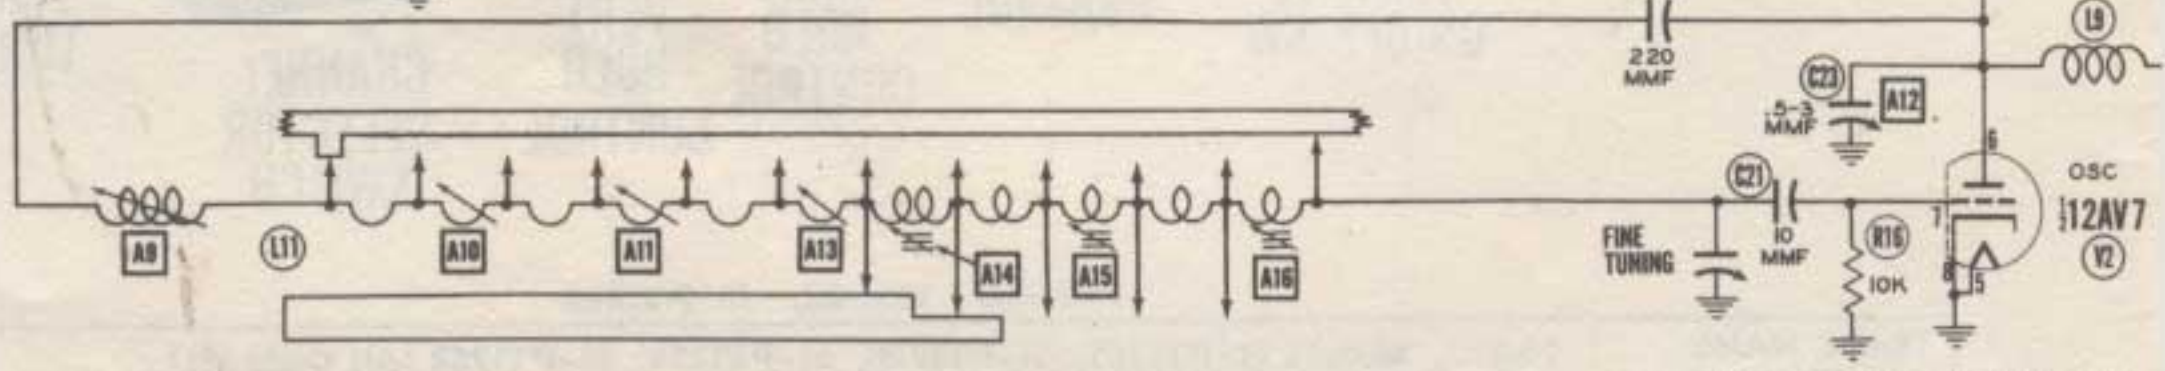 L9
220
MMF
C23
.5-3
MMF
A12
6
OSC
½12AV7
V2
7
8
5
C21
10
MMF
R16
10K
FINE
TUNING
A9
L11
A10
A11
A13
A14
A15
A16